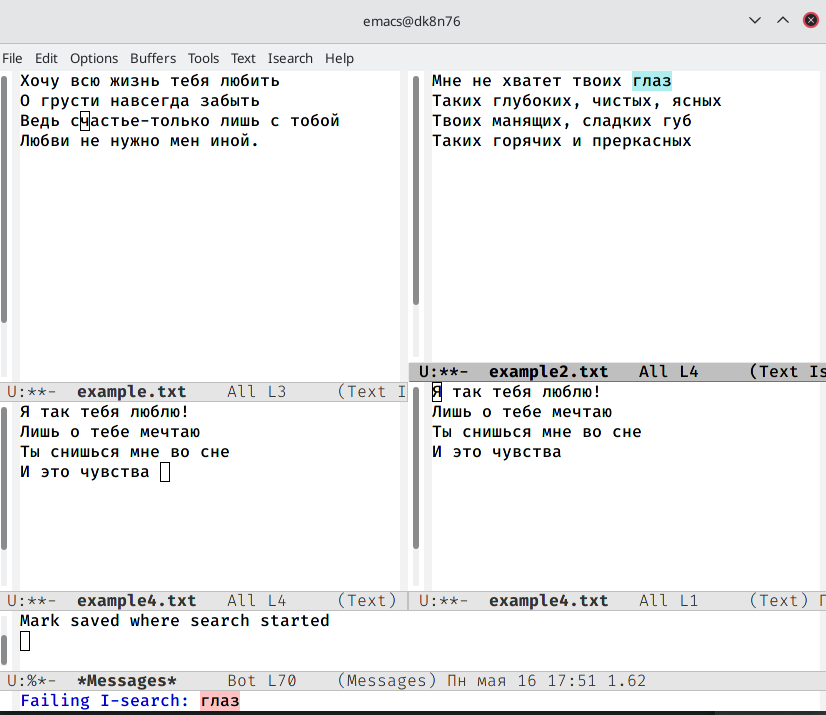 emacs@dk8n76
File Edit Options Buffers Tools Text Isearch Help
Хочу всю жизнь тебя любить
О грусти навсегда забыть
Ведь счастье-только лишь с тобой
Любви не нужно мен иной.
U:**- example.txt All L3 (Text I
Мне не хватет твоих глаз
Таких глубоких, чистых, ясных
Твоих манящих, сладких губ
Таких горячих и преркасных
U:**- example2.txt All L4 (Text Is
Я так тебя люблю!
Лишь о тебе мечтаю
Ты снишься мне во сне
И это чувства
U:**- example4.txt All L4 (Text)
Я так тебя люблю!
Лишь о тебе мечтаю
Ты снишься мне во сне
И это чувства
U:**- example4.txt All L1 (Text) П
Mark saved where search started
U:%*- *Messages* Bot L70 (Messages) Пн мая 16 17:51 1.62
Failing I-search: глаз